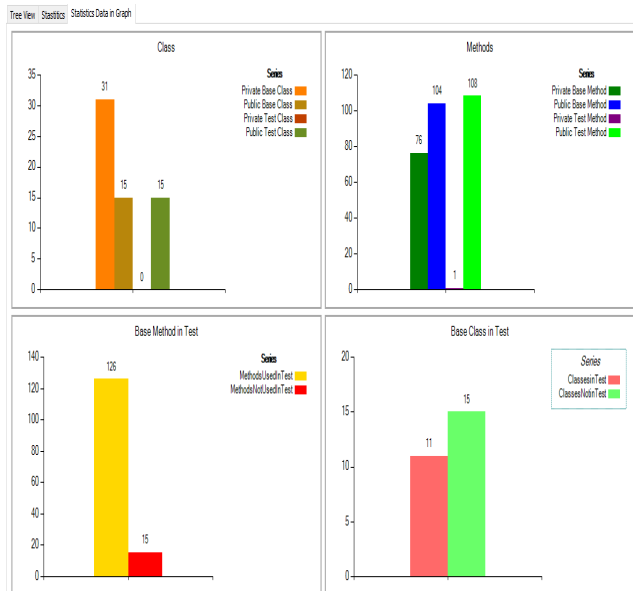 Tree View
Stastitics
Statistics Data in Graph
Class
35
30
25
20
15
10
5
0
31
15
0
15
Series
Private Base Class
Public Base Class
Private Test Class
Public Test Class
Methods
120
100
80
60
40
20
0
76
104
1
108
Series
Private Base Method
Public Base Method
Private Test Method
Public Test Method
Base Method in Test
140
120
100
80
60
40
20
0
126
15
Series
MethodsUsedInTest
MethodsNotUsedInTest
Base Class in Test
20
15
10
5
0
11
15
Series
ClassesinTest
ClassesNotinTest